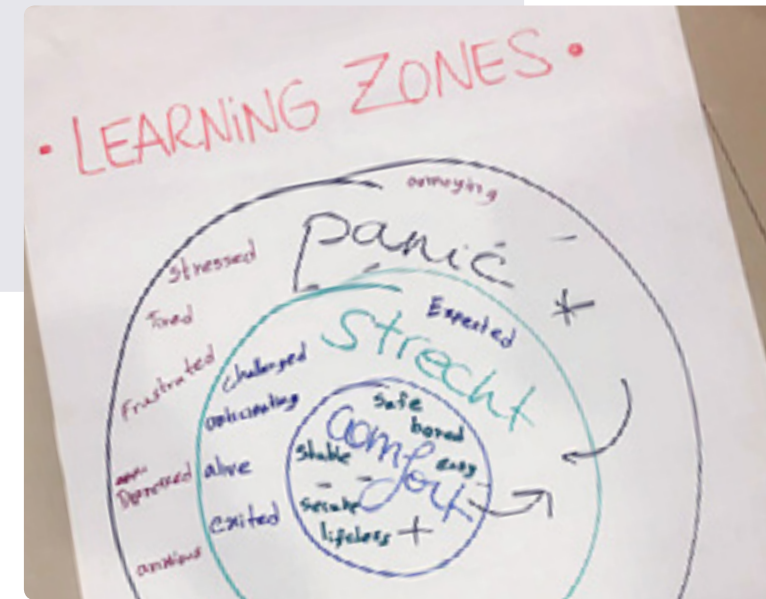 • LEARNiNG ZONES •
annoying
panic
stressed
Expected
strecht
Challenged
Frustrated
Safe
bored
comfort
stable
easy
alive
Depressed
secure
exited
lifeless +
anxious